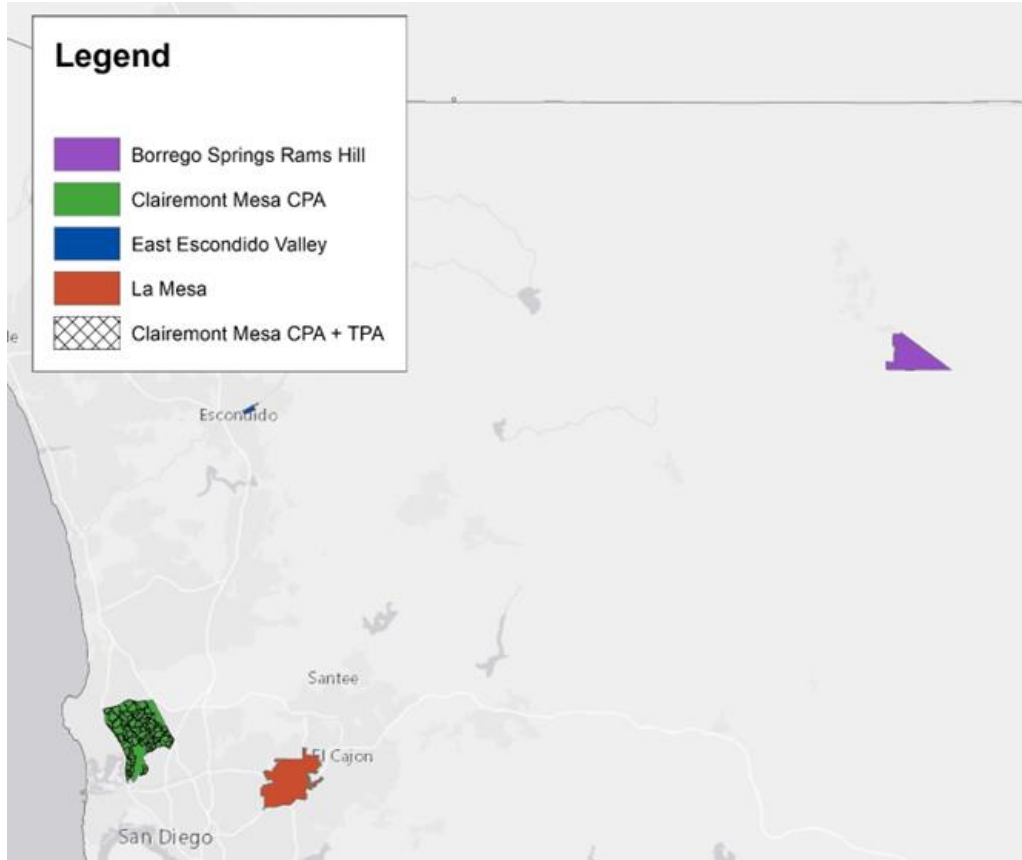 Legend
Borrego Springs Rams Hill
Clairemont Mesa CPA
East Escondido Valley
La Mesa
Clairemont Mesa CPA + TPA
Escondido
Santee
El Cajon
San Diego